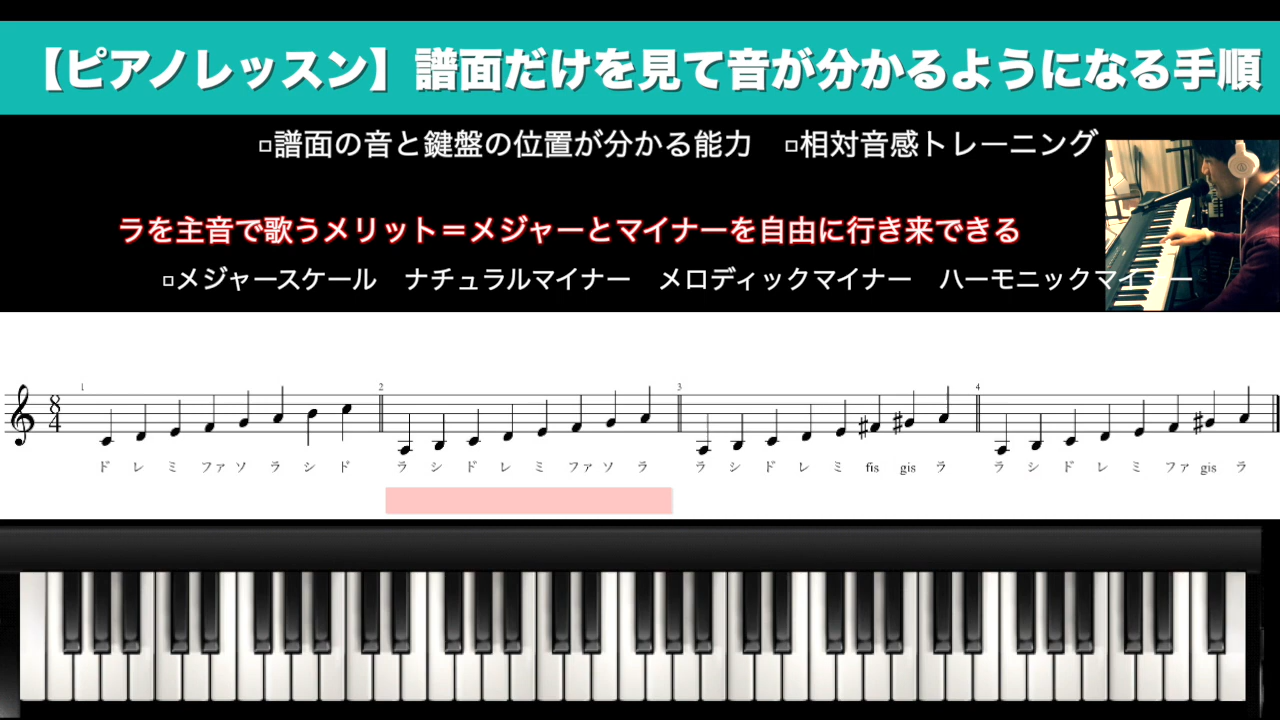 【ピアノレッスン】譜面だけを見て音が分かるようになる手順
▫譜面の音と鍵盤の位置が分かる能力　▫相対音感トレーニング
ラを主音で歌うメリット＝メジャーとマイナーを自由に行き来できる
▫メジャースケール　ナチュラルマイナー　メロディックマイナー　ハーモニックマイナー
1 2 3 4
8
4
ド レ ミ ファ ソ ラ シ ド ラ シ ド レ ミ ファ ソ ラ ラ シ ド レ ミ fis gis ラ ラ シ ド レ ミ ファ gis ラ